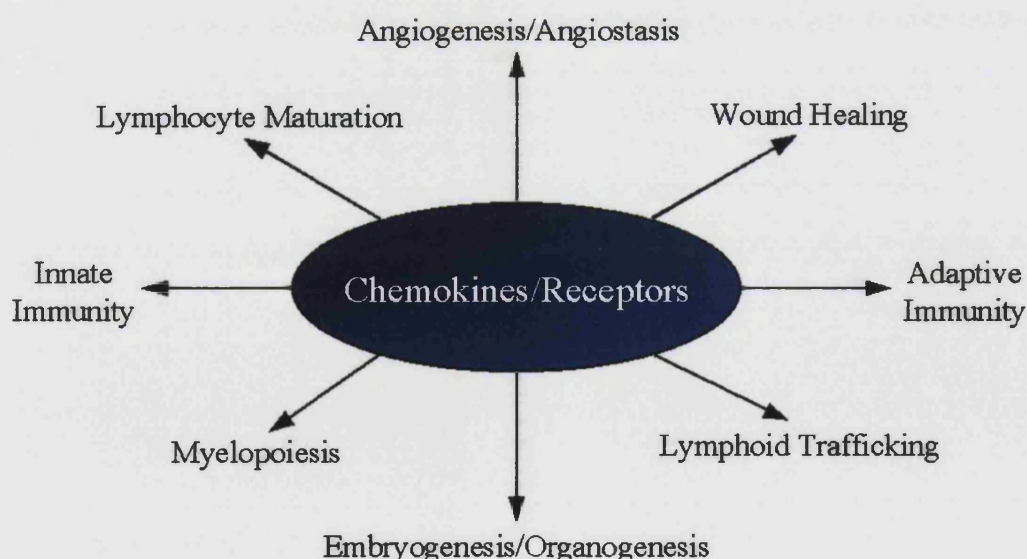 Angiogenesis/Angiostasis
Lymphocyte Maturation
Wound Healing
Innate
Immunity
Chemokines/Receptors
Adaptive
Immunity
Myelopoiesis
Lymphoid Trafficking
Embryogenesis/Organogenesis